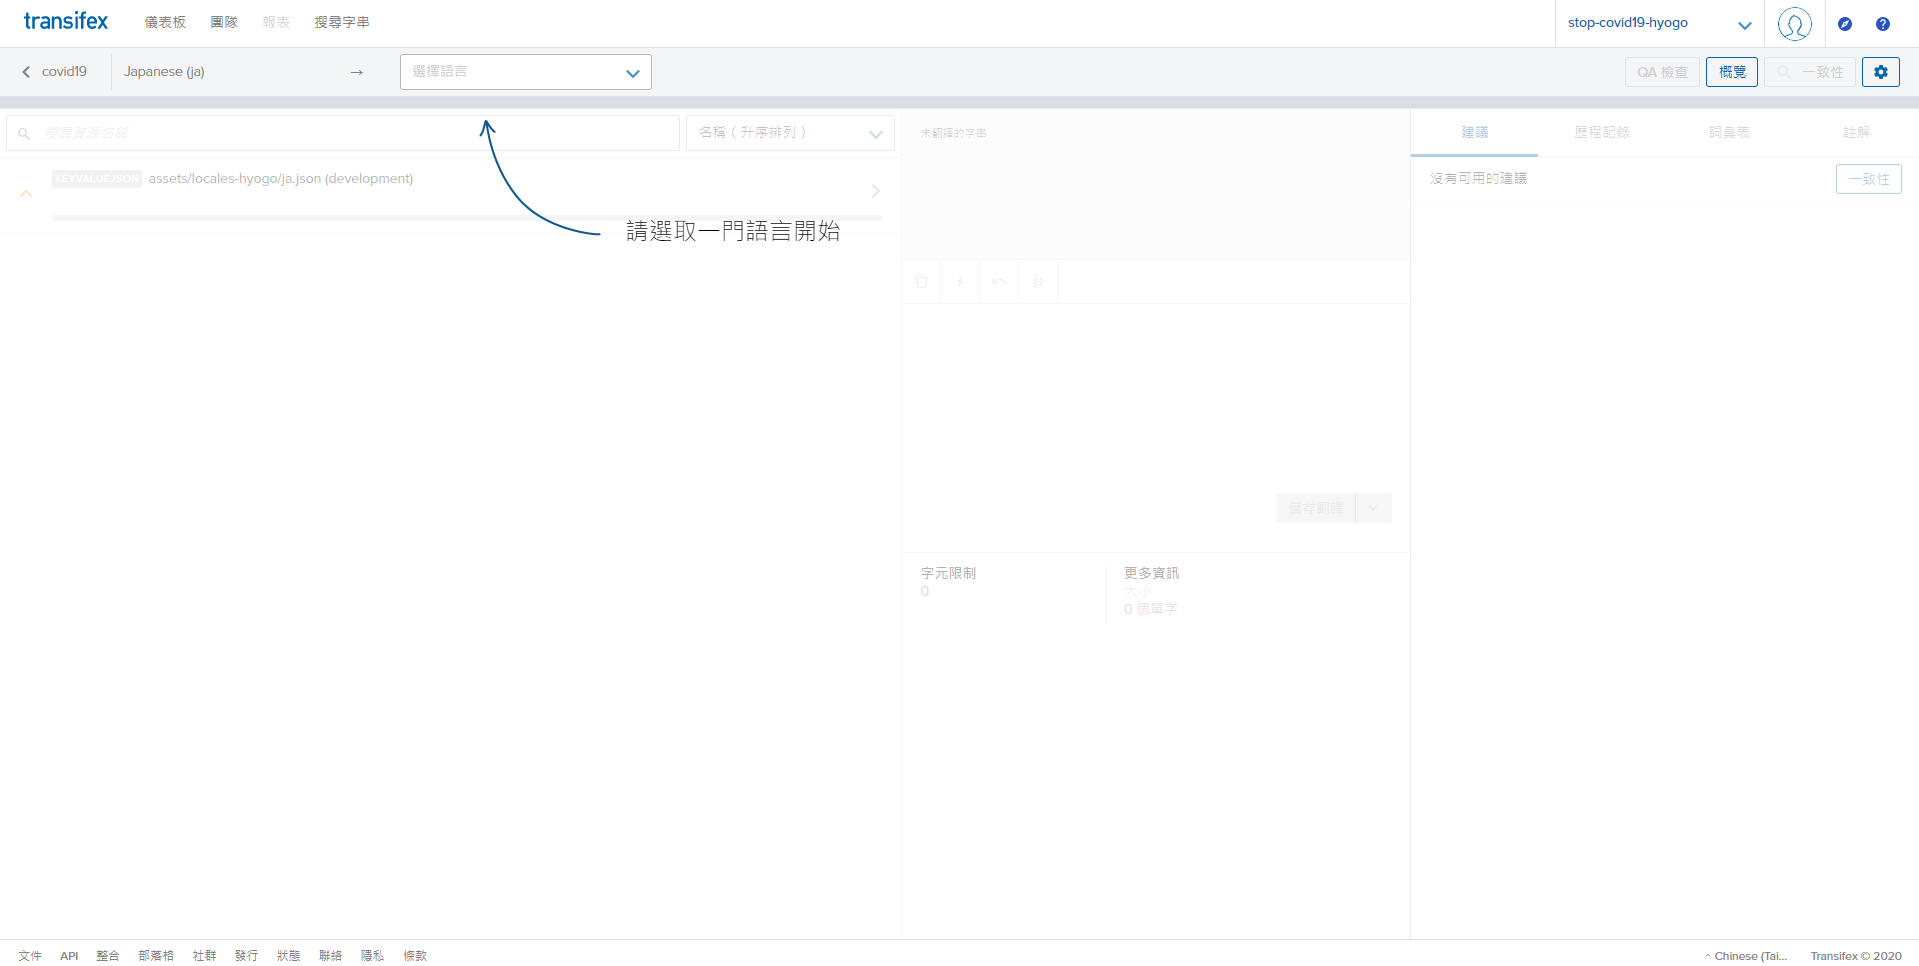 transifex 儀表板 團隊 報表 搜尋字串 stop-covid19-hyogo
covid19 Japanese (ja) → 選擇語言 QA 檢查 概覽 一致性
搜尋資源名稱 名稱 ( 升序排列 ) 未翻譯的字串 建議 歷程記錄 詞彙表 註解
KEYVALUEJSON assets/locales-hyogo/ja.json (development) 沒有可用的建議 一致性
請選取一門語言開始
儲存翻譯
字元限制 更多資訊
0 大小
0 個單字
文件 API 整合 部落格 社群 發行 狀態 聯絡 隱私 條款 ^ Chinese (Tai... Transifex © 2020